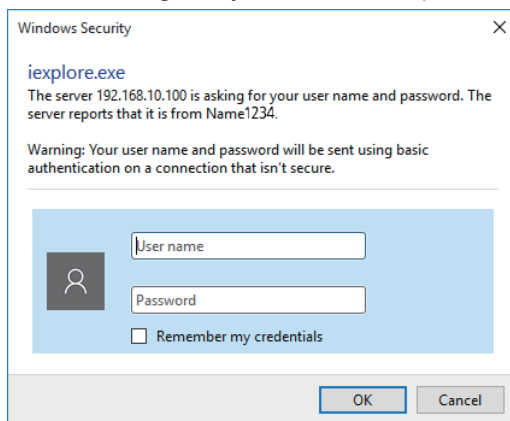 Windows Security
iexplore.exe
The server 192.168.10.100 is asking for your user name and password. The
server reports that it is from Name1234.
Warning: Your user name and password will be sent using basic
authentication on a connection that isn't secure.
User name
Password
Remember my credentials
OK Cancel